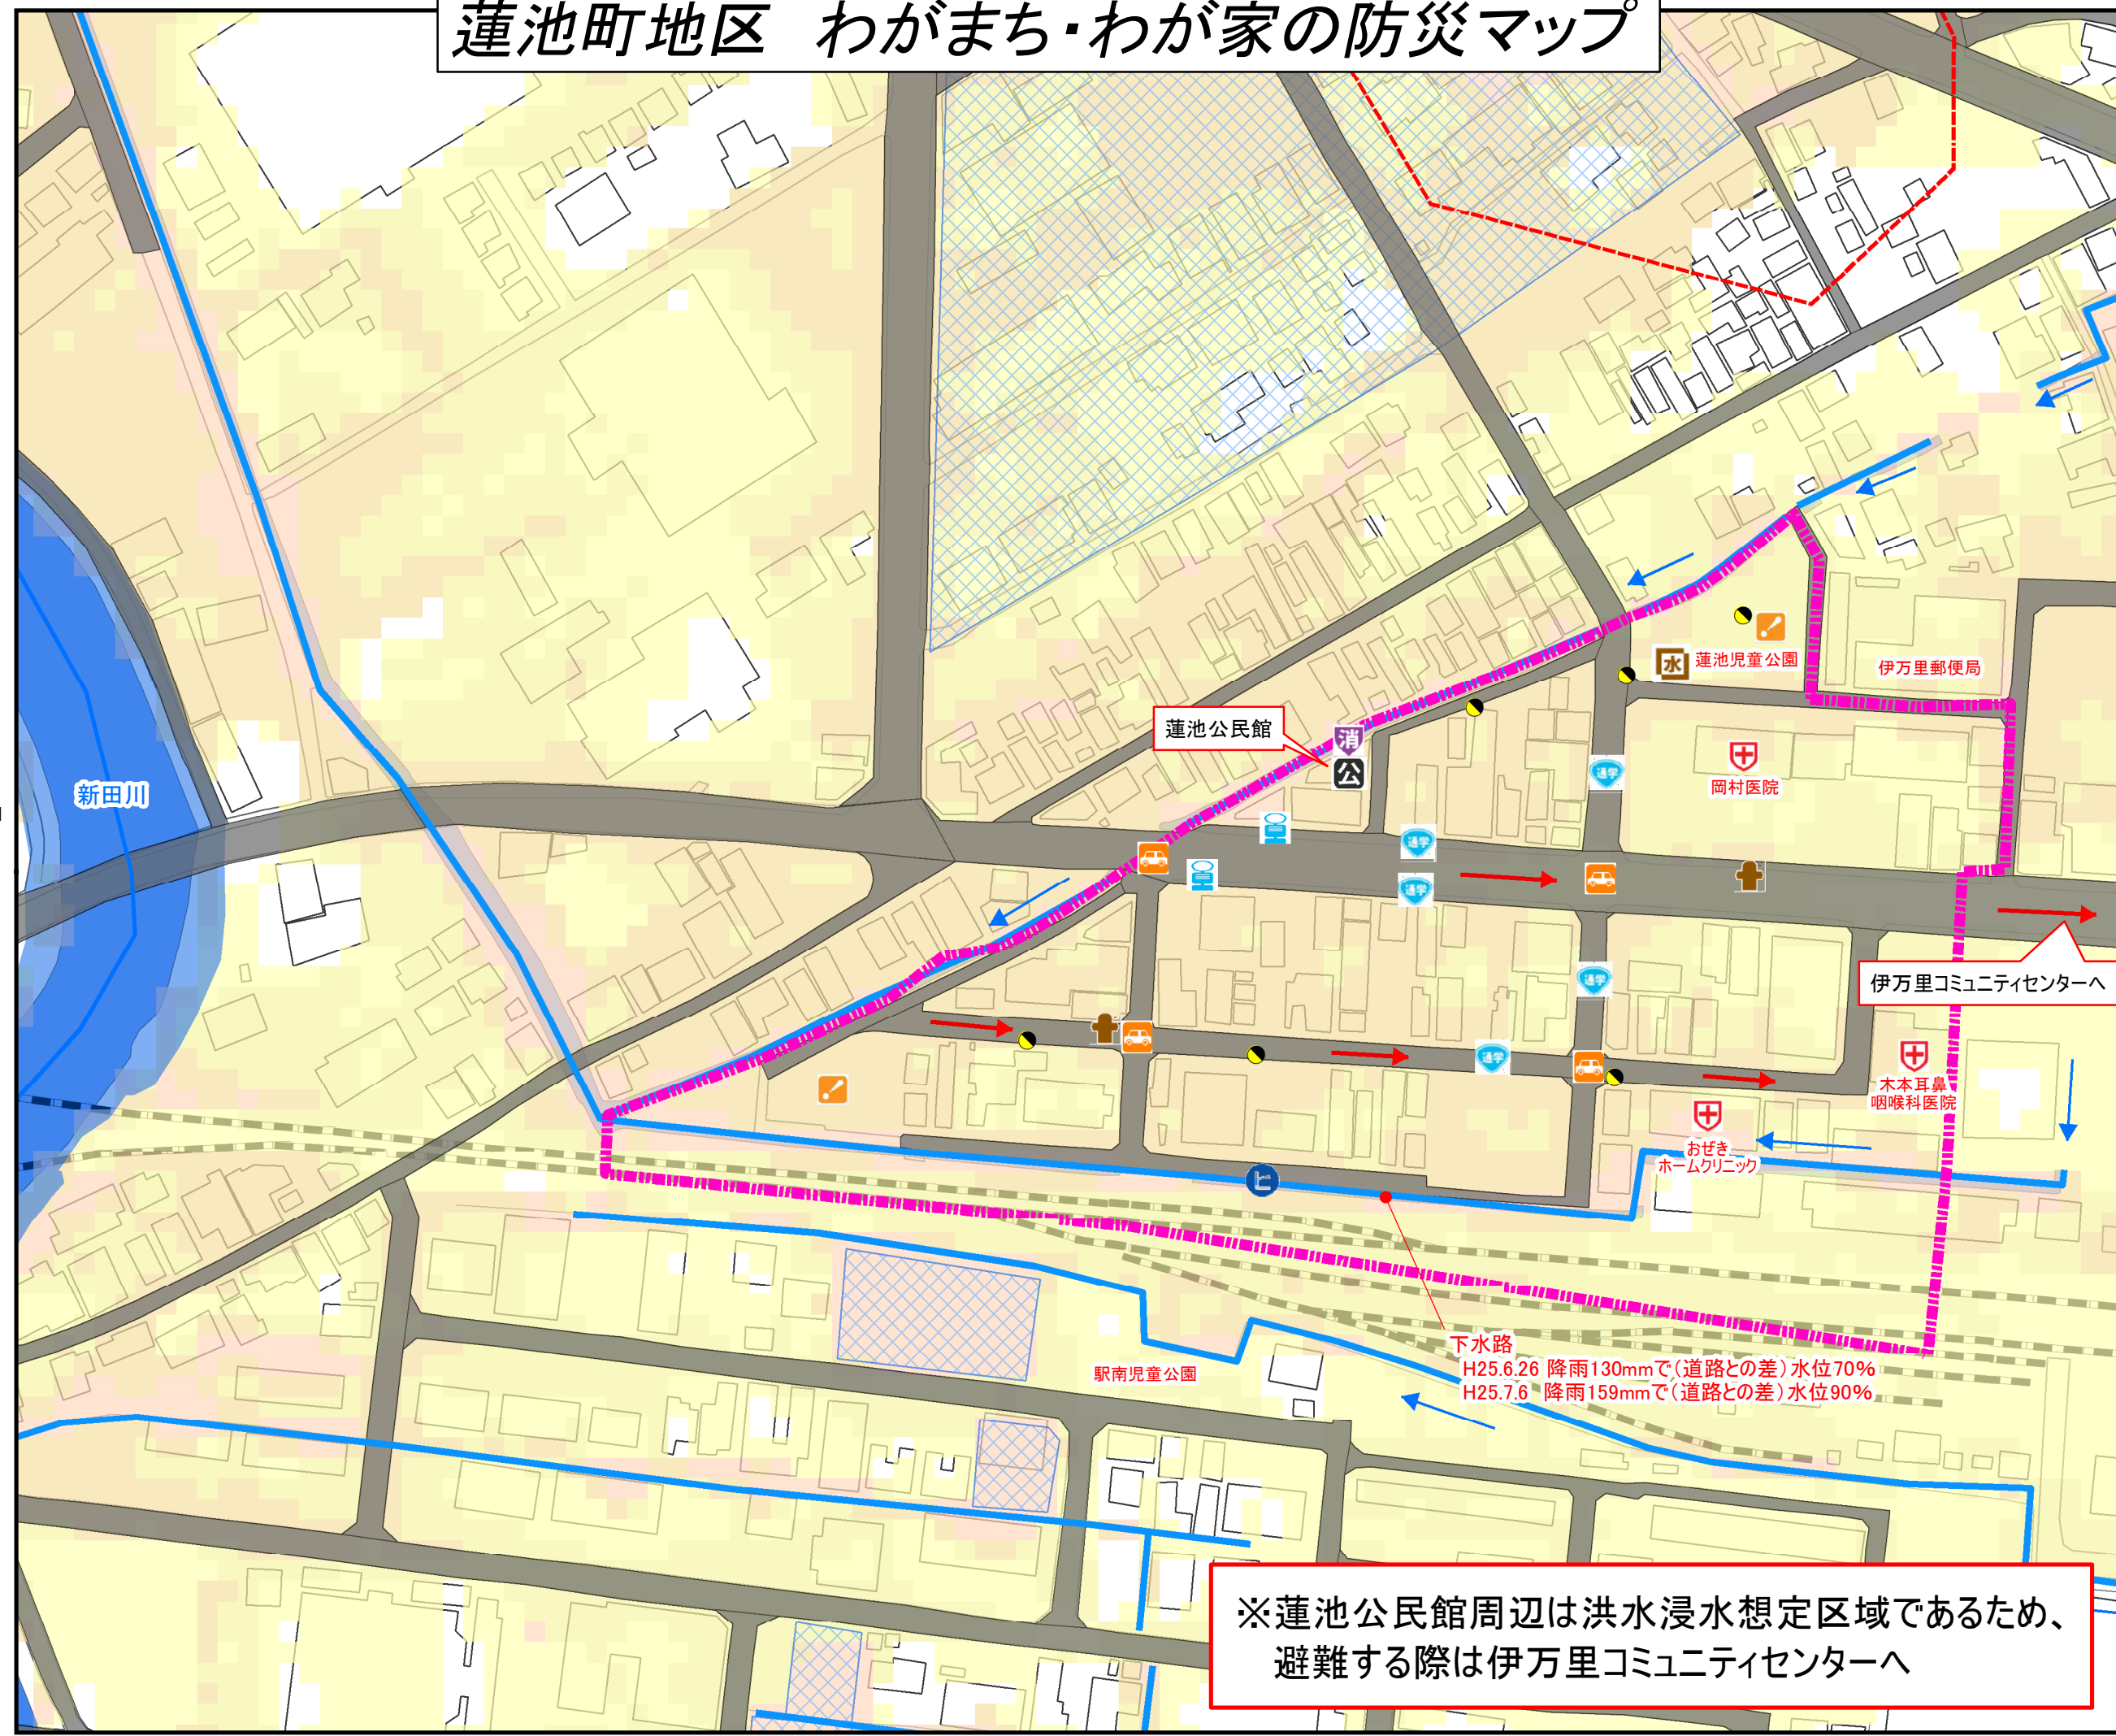 蓮池町地区　わがまち・わが家の防災マップ
新田川
蓮池公民館
消
公
水
蓮池児童公園
伊万里郵便局
通学
岡村医院
通学
通学
通学
伊万里コミュニティセンターへ
通学
木本耳鼻
咽喉科医院
おぜき
ホームクリニック
ヒ
下水路
H25.6.26 降雨130mmで（道路との差）水位70%
H25.7.6 降雨159mmで（道路との差）水位90%
駅南児童公園
※蓮池公民館周辺は洪水浸水想定区域であるため、
避難する際は伊万里コミュニティセンターへ